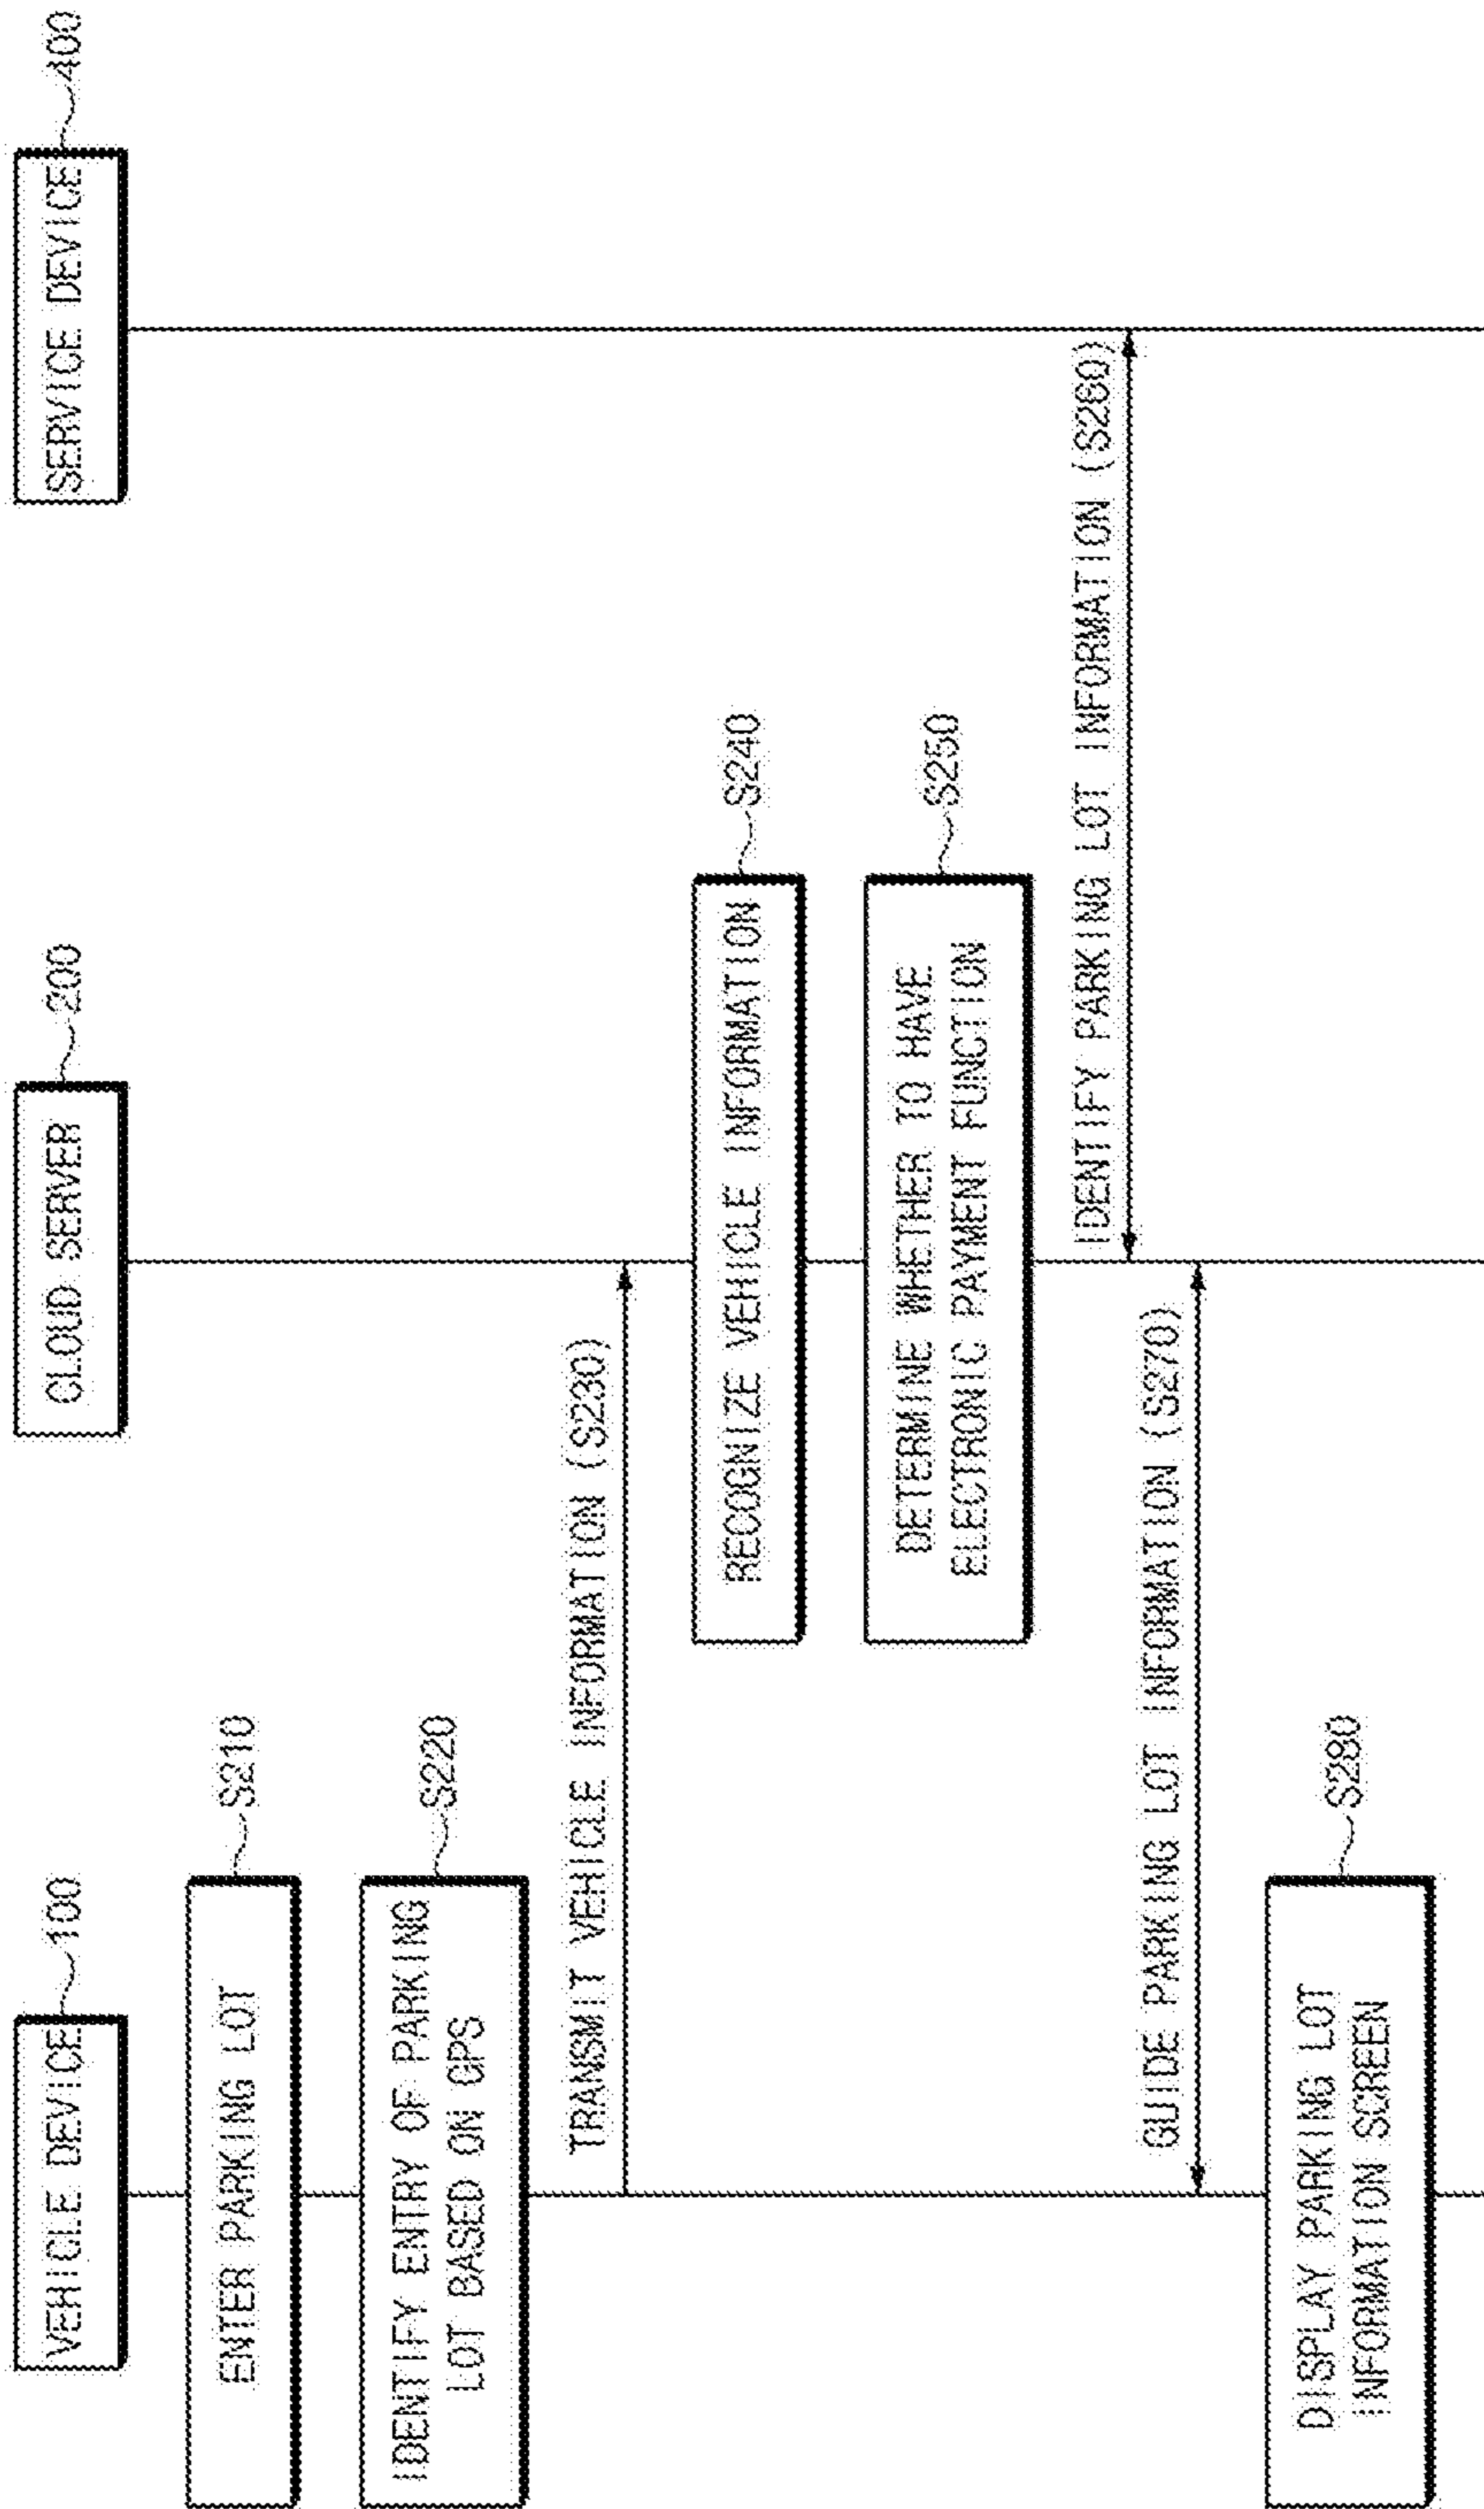 VEHICLE DEVICE 100
CLOUD SERVER 200
SERVICE DEVICE 400
ENTER PARKING LOT S210
IDENTIFY ENTRY OF PARKING
LOT BASED ON GPS
S220
TRANSMIT VEHICLE INFORMATION (S230)
RECOGNIZE VEHICLE INFORMATION S240
DETERMINE WHETHER TO HAVE
ELECTRONIC PAYMENT FUNCTION
S250
IDENTIFY PARKING LOT INFORMATION (S260)
GUIDE PARKING LOT INFORMATION (S270)
DISPLAY PARKING LOT
INFORMATION SCREEN
S280